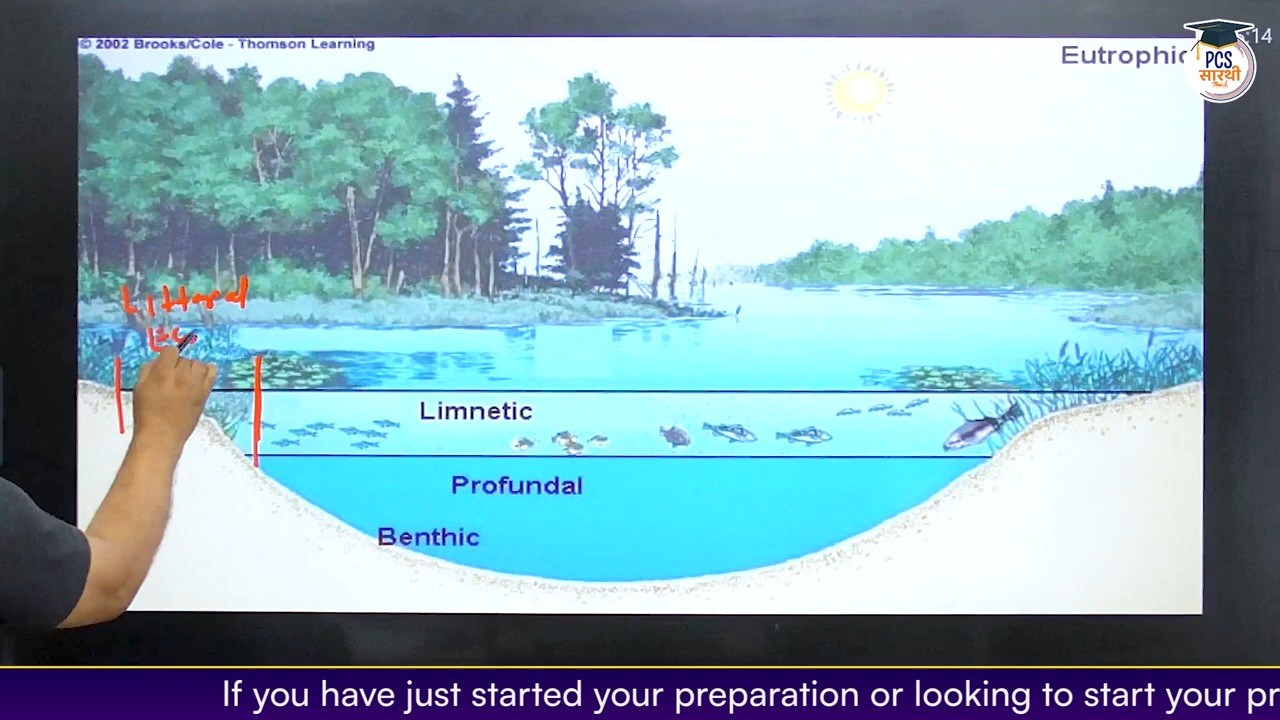 © 2002 Brooks/Cole - Thomson Learning
:14
Eutrophic
PCS
सारथी
Littoral
Limnetic
Profundal
Benthic
If you have just started your preparation or looking to start your pr